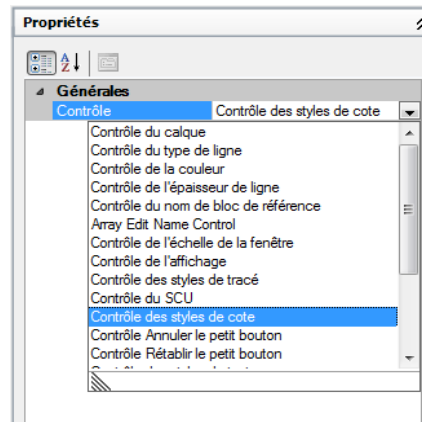 Propriétés
Générales
Contrôle Contrôle des styles de cote
Contrôle du calque
Contrôle du type de ligne
Contrôle de la couleur
Contrôle de l'épaisseur de ligne
Contrôle du nom de bloc de référence
Array Edit Name Control
Contrôle de l'échelle de la fenêtre
Contrôle de l'affichage
Contrôle des styles de tracé
Contrôle du SCU
Contrôle des styles de cote
Contrôle Annuler le petit bouton
Contrôle Rétablir le petit bouton